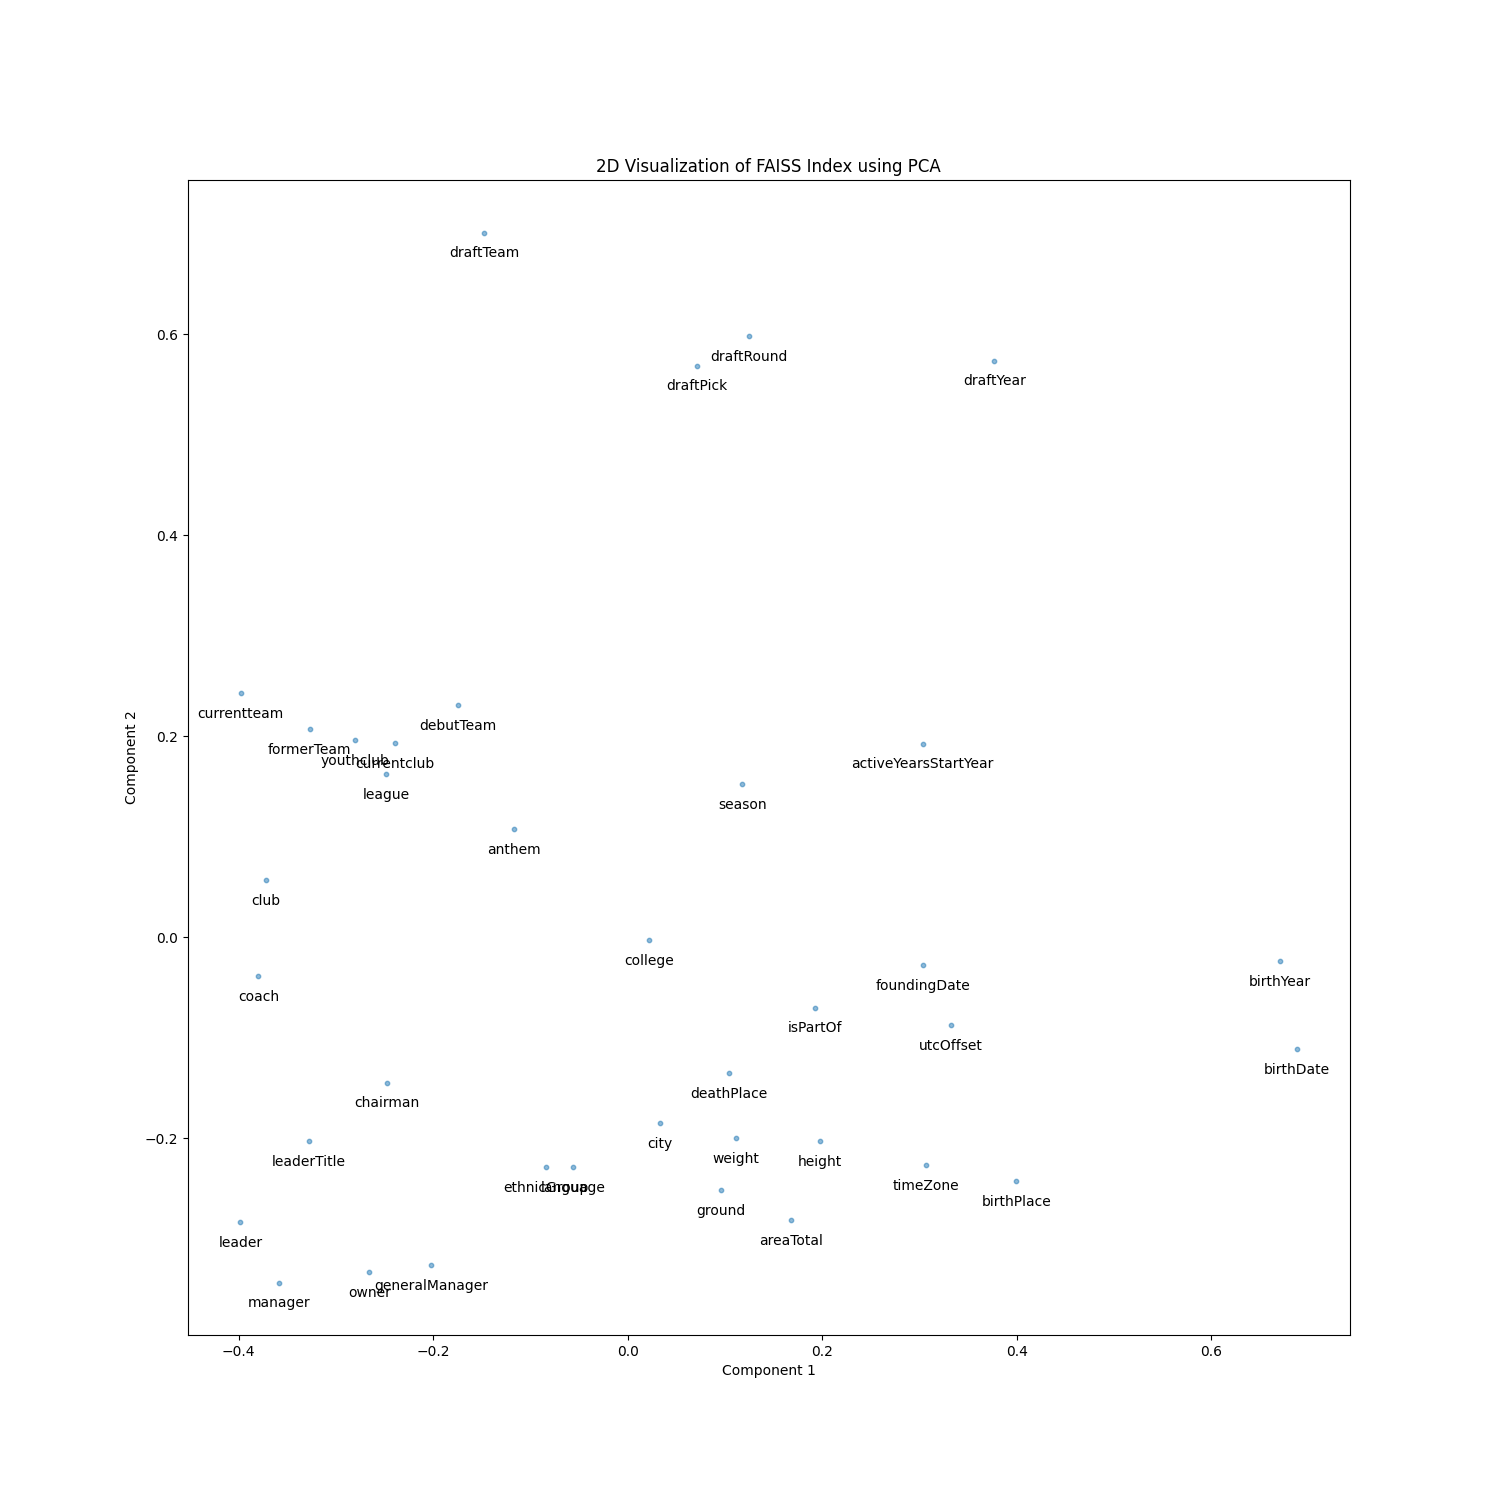 2D Visualization of FAISS Index using PCA
draftTeam
0.6
draftRound
draftPick
draftYear
0.4
currentteam
debutTeam
0.2
formerTeam
youthclub
currentclub
activeYearsStartYear
league
season
Component 2
anthem
club
0.0
college
coach
foundingDate
birthYear
isPartOf
utcOffset
birthDate
deathPlace
chairman
−0.2
city
leaderTitle
weight
height
ethnicGroup
language
timeZone
birthPlace
ground
leader
areaTotal
generalManager
owner
manager
−0.4
−0.2
0.0
0.2
0.4
0.6
Component 1